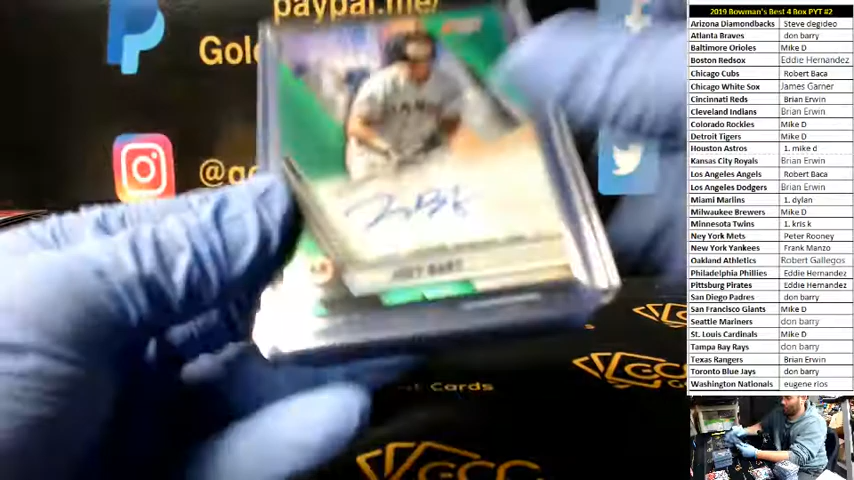 paypal.me/
Gol
@g
JOEY BART
Cards
GCC
2019 Bowman's Best 4 Box PYT #2
Arizona Diamondbacks Steve degideo
Atlanta Braves don barry
Baltimore Orioles Mike D
Boston Redsox Eddie Hernandez
Chicago Cubs Robert Baca
Chicago White Sox James Garner
Cincinnati Reds Brian Erwin
Cleveland Indians Brian Erwin
Colorado Rockies Mike D
Detroit Tigers Mike D
Houston Astros 1. mike d
Kansas City Royals Brian Erwin
Los Angeles Angels Robert Baca
Los Angeles Dodgers Brian Erwin
Miami Marlins 1. dylan
Milwaukee Brewers Mike D
Minnesota Twins 1. kris k
Ney York Mets Peter Rooney
New York Yankees Frank Manzo
Oakland Athletics Robert Gallegos
Philadelphia Phillies Eddie Hernandez
Pittsburg Pirates Eddie Hernandez
San Diego Padres don barry
San Francisco Giants Mike D
Seattle Mariners don barry
St. Louis Cardinals Mike D
Tampa Bay Rays don barry
Texas Rangers Brian Erwin
Toronto Blue Jays don barry
Washington Nationals eugene rios